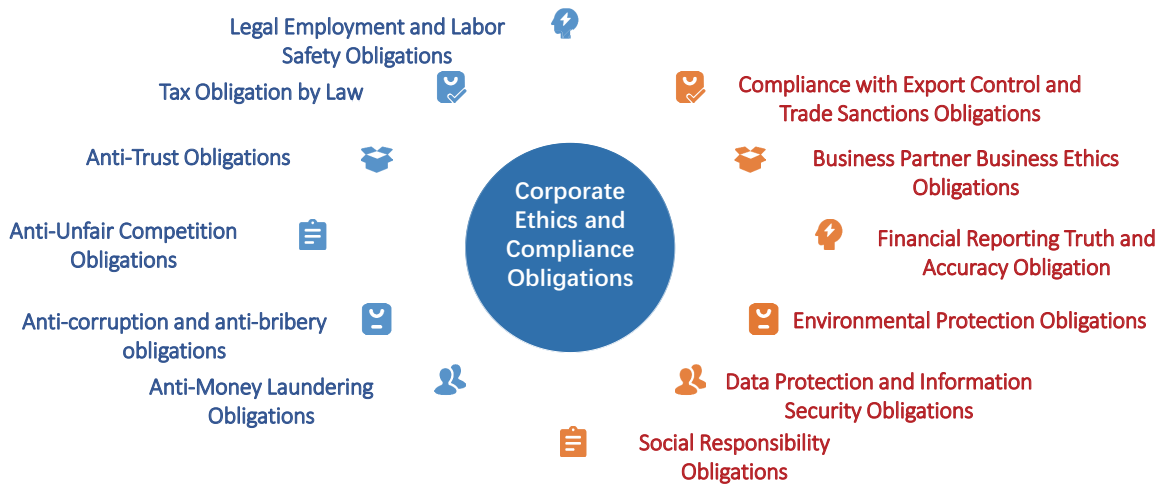 Legal Employment and Labor
Safety Obligations
Tax Obligation by Law
Anti-Trust Obligations
Anti-Unfair Competition
Obligations
Anti-corruption and anti-bribery
obligations
Anti-Money Laundering
Obligations
Corporate
Ethics and
Compliance
Obligations
Compliance with Export Control and
Trade Sanctions Obligations
Business Partner Business Ethics
Obligations
Financial Reporting Truth and
Accuracy Obligation
Environmental Protection Obligations
Data Protection and Information
Security Obligations
Social Responsibility
Obligations